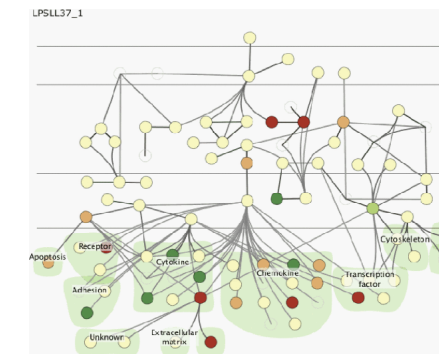 LPSLL37_1
Cytoskeleton
Receptor
Apoptosis
Cytokine
Chemokine
Transcription
factor
Adhesion
Unknown
Extracellular
matrix